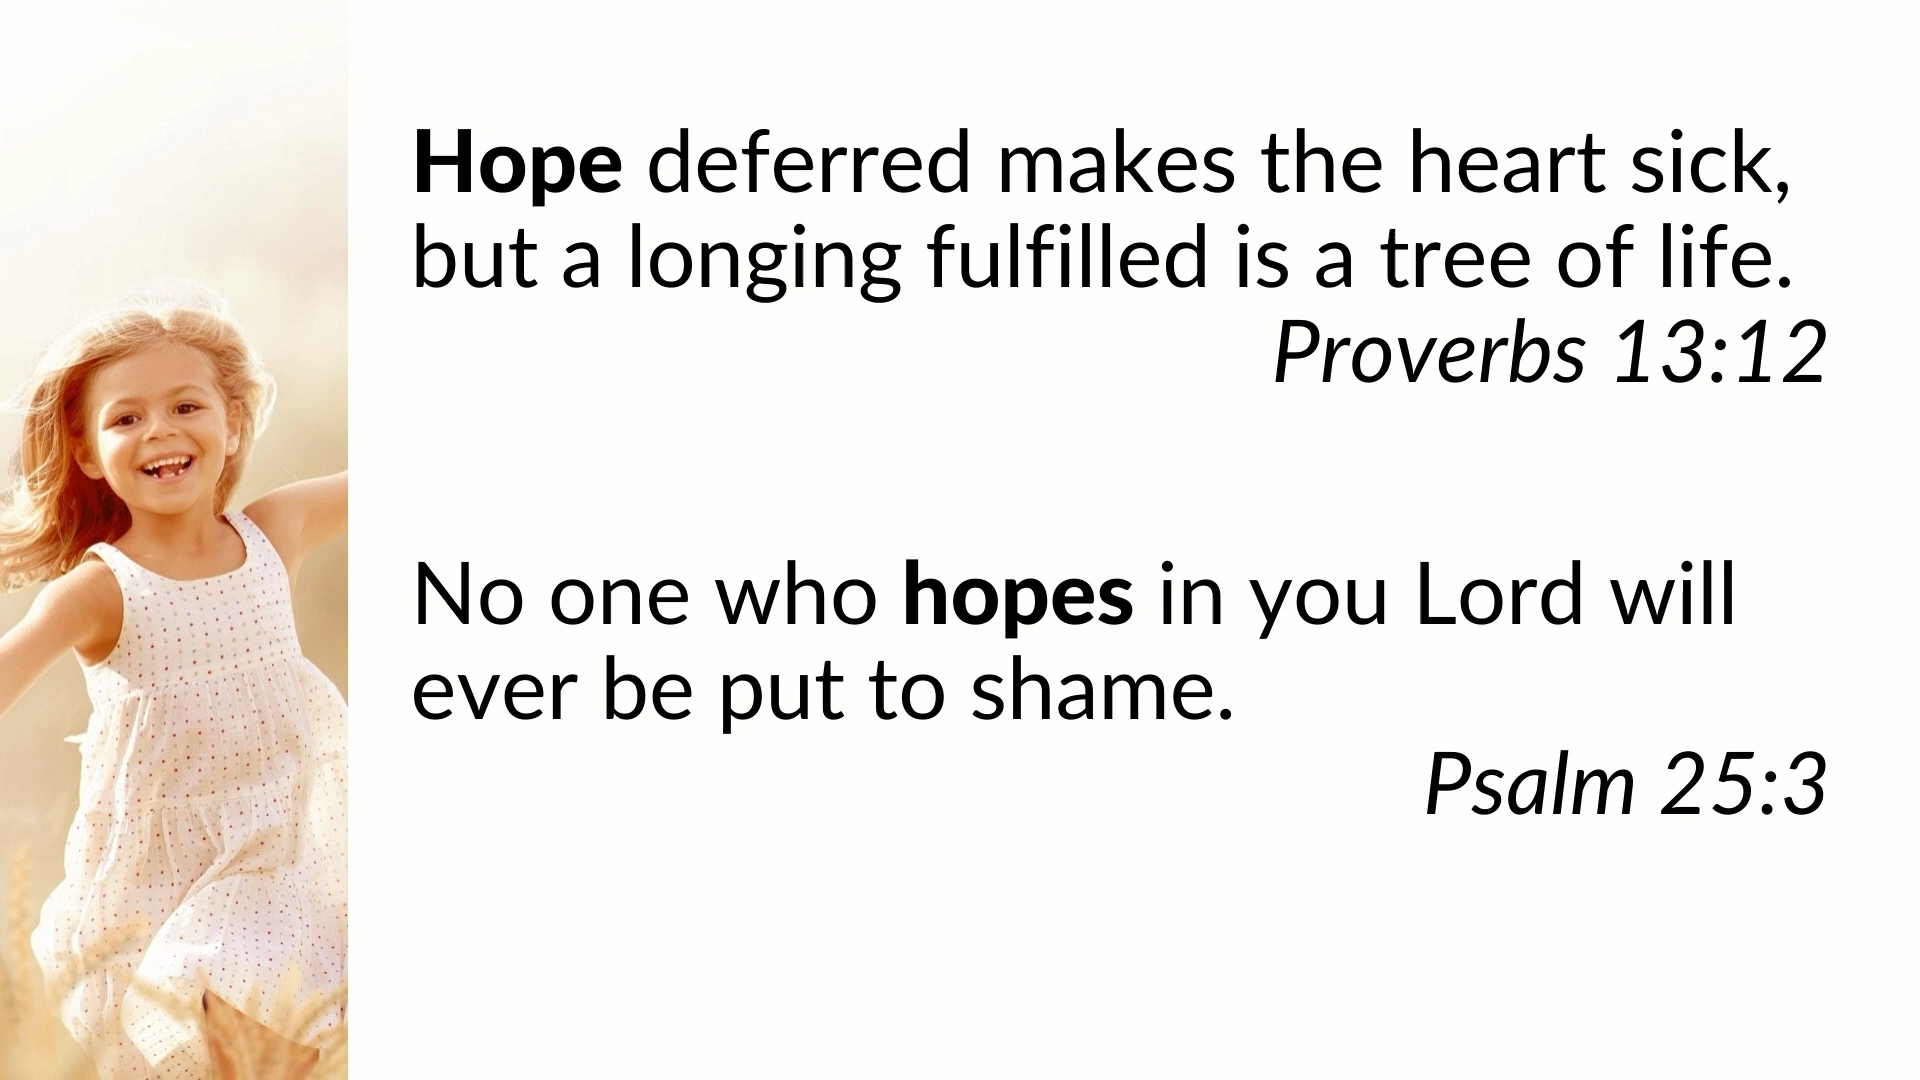 Hope deferred makes the heart sick,
but a longing fulfilled is a tree of life.
Proverbs 13:12
No one who hopes in you Lord will
ever be put to shame.
Psalm 25:3